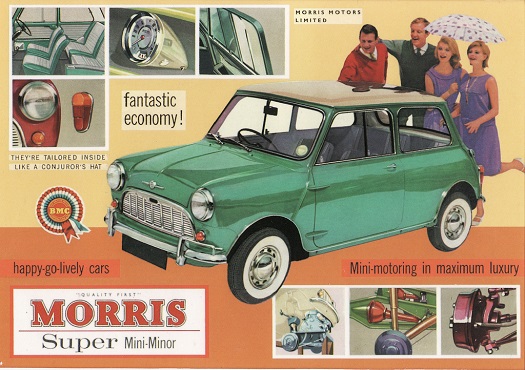 MORRIS MOTORS
LIMITED
fantastic
economy!
THEY'RE TAILORED INSIDE
LIKE A CONJUROR'S HAT
BMC
happy-go-lively cars
Mini-motoring in maximum luxury
"QUALITY FIRST"
MORRIS
Super Mini-Minor